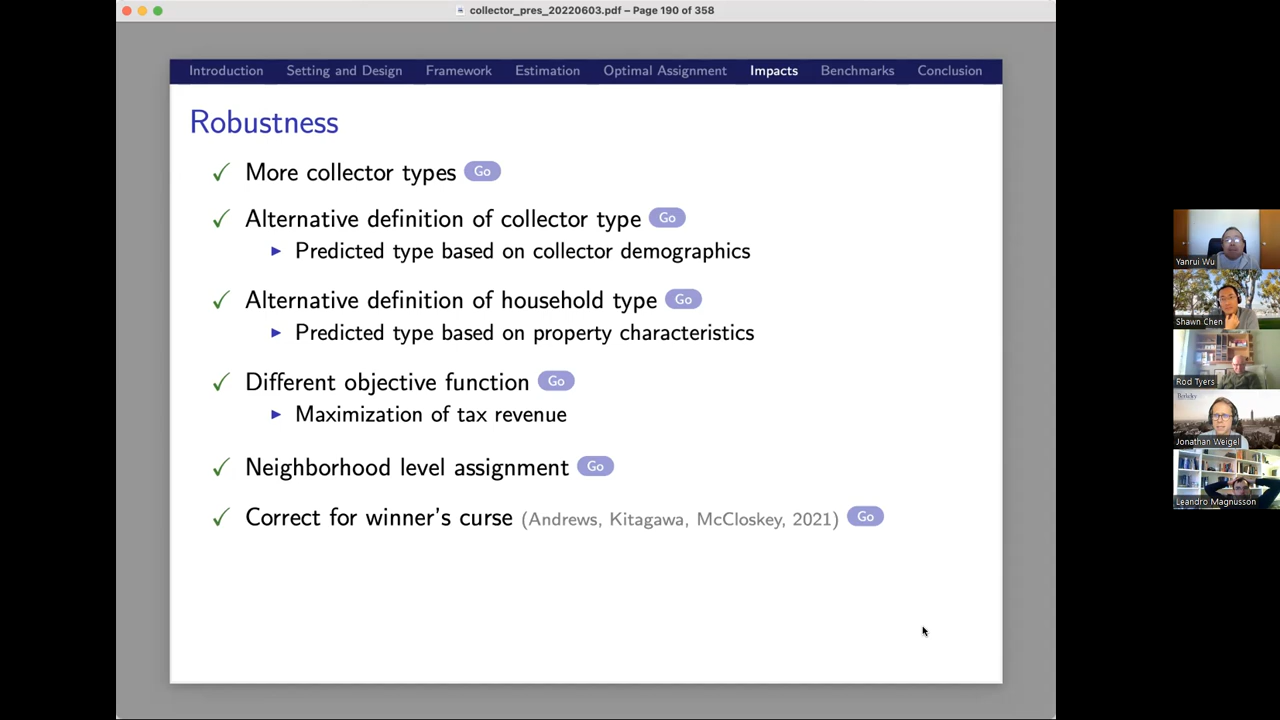 collector_pres_20220603.pdf – Page 190 of 358
Introduction Setting and Design Framework Estimation Optimal Assignment Impacts Benchmarks Conclusion
Robustness
✓ More collector types Go
✓ Alternative definition of collector type Go
▶ Predicted type based on collector demographics
✓ Alternative definition of household type Go
▶ Predicted type based on property characteristics
✓ Different objective function Go
▶ Maximization of tax revenue
✓ Neighborhood level assignment Go
✓ Correct for winner's curse (Andrews, Kitagawa, McCloskey, 2021) Go
Yanrui Wu
Shawn Chen
Rod Tyers
Berkeley
Jonathan Weigel
Leandro Magnusson